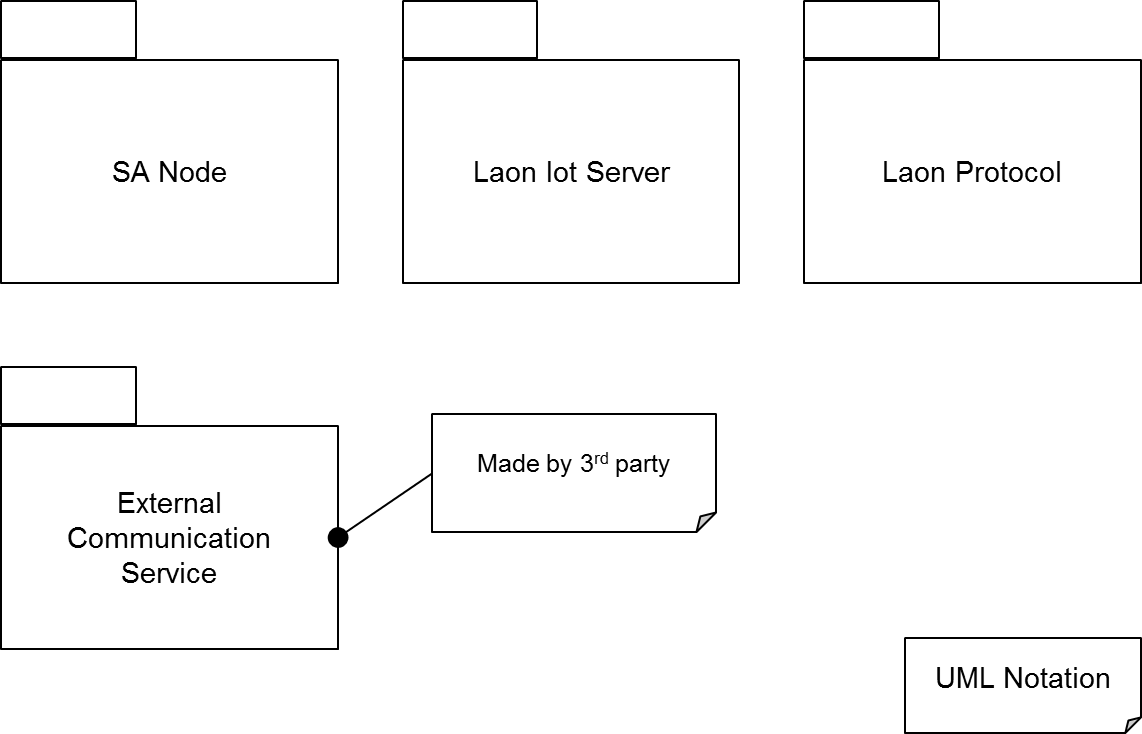 SA Node
Laon Iot Server
Laon Protocol
External
Communication
Service
Made by 3rd party
UML Notation